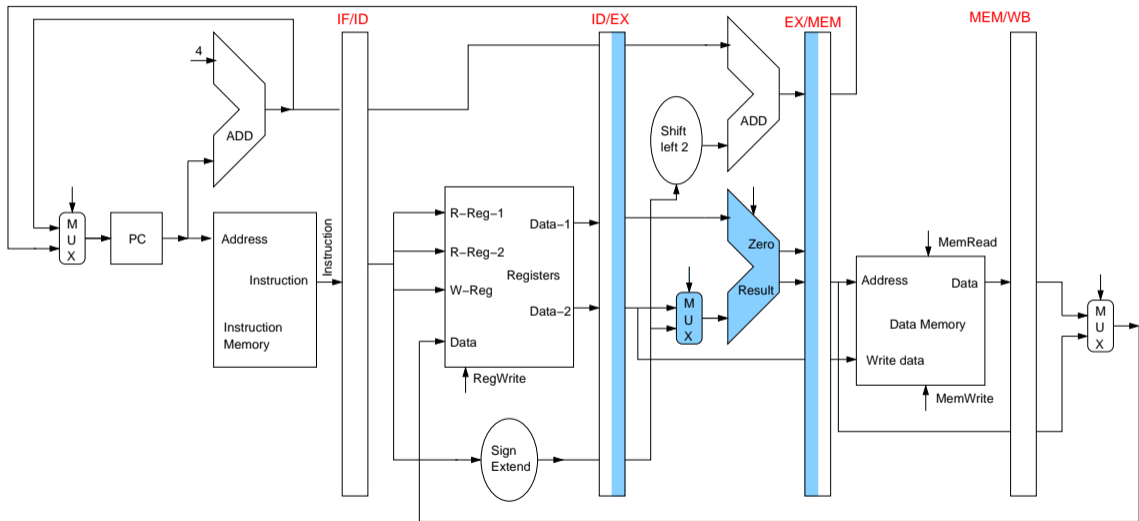 IF/ID
ID/EX
EX/MEM
MEM/WB
4
ADD
Shift
left 2
ADD
M
U
X
PC
Address
Instruction
Instruction
Memory
Instruction
R-Reg-1
R-Reg-2
W-Reg
Data
Data-1
Registers
Data-2
RegWrite
Sign
Extend
M
U
X
Zero
Result
MemRead
Address
Data
Data Memory
Write data
MemWrite
M
U
X